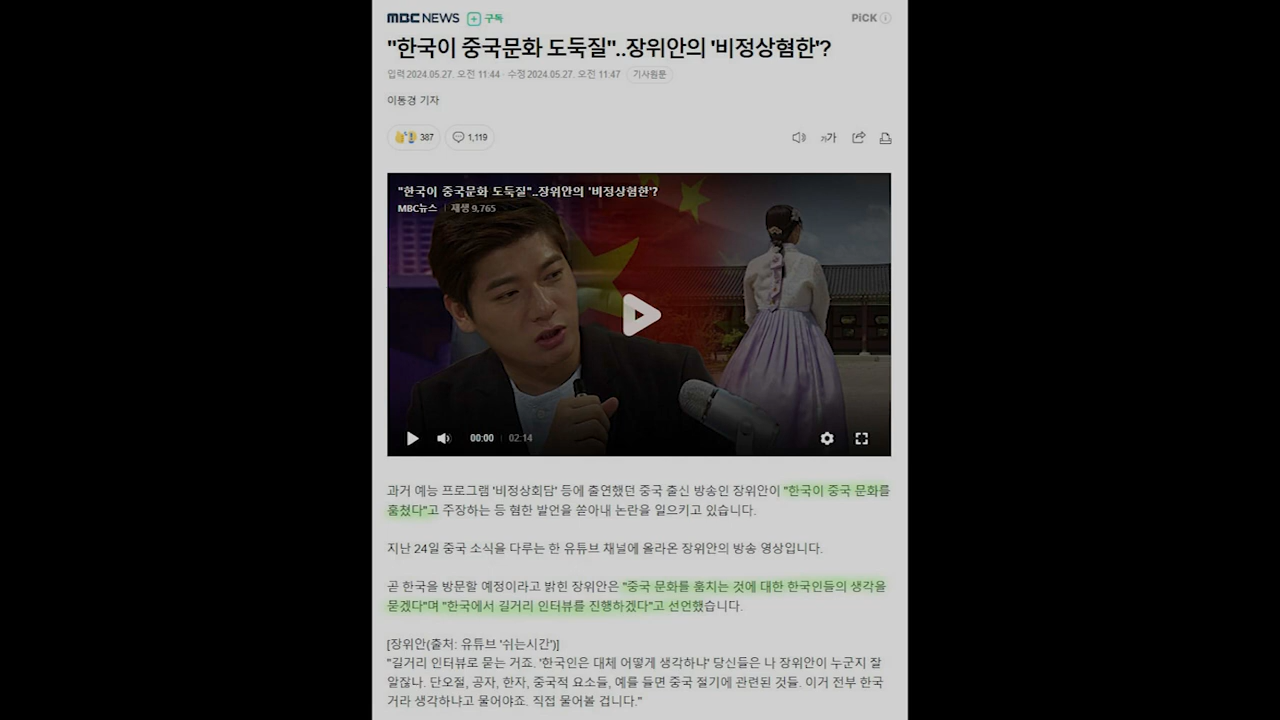 MBC NEWS 구독 PiCK
"한국이 중국문화 도둑질"..장위안의 '비정상혐한'?
입력 2024.05.27. 오전 11:44 · 수정 2024.05.27. 오전 11:47 기사원문
이동경 기자
387 1,119 가가
"한국이 중국문화 도둑질"..장위안의 '비정상혐한'?
MBC뉴스 | 재생 9,765
00:00 | 02:14
과거 예능 프로그램 '비정상회담' 등에 출연했던 중국 출신 방송인 장위안이 "한국이 중국 문화를
훔쳤다"고 주장하는 등 혐한 발언을 쏟아내 논란을 일으키고 있습니다.
지난 24일 중국 소식을 다루는 한 유튜브 채널에 올라온 장위안의 방송 영상입니다.
곧 한국을 방문할 예정이라고 밝힌 장위안은 "중국 문화를 훔치는 것에 대한 한국인들의 생각을
묻겠다"며 "한국에서 길거리 인터뷰를 진행하겠다"고 선언했습니다.
[장위안(출처: 유튜브 '쉬는시간')]
"길거리 인터뷰로 묻는 거죠. '한국인은 대체 어떻게 생각하냐' 당신들은 나 장위안이 누군지 잘
알잖나. 단오절, 공자, 한자, 중국적 요소들, 예를 들면 중국 절기에 관련된 것들. 이거 전부 한국
거라 생각하냐고 물어야죠. 직접 물어볼 겁니다."